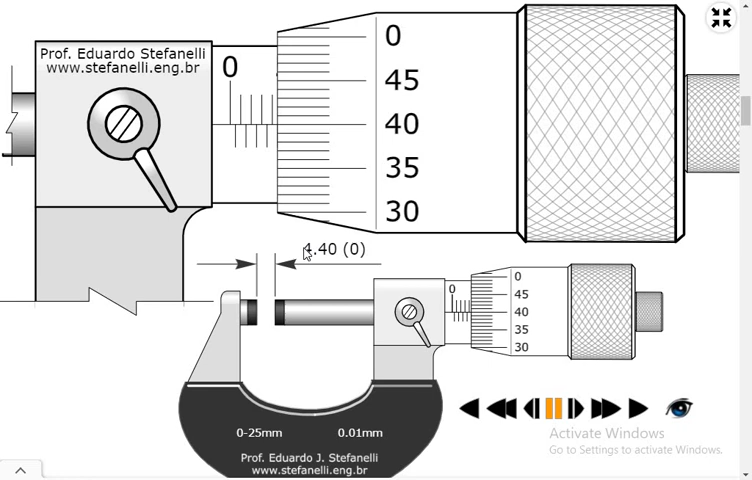 Prof. Eduardo Stefanelli
www.stefanelli.eng.br
0
0
45
40
35
30
4.40 (0)
0
0
45
40
35
30
0-25mm 0.01mm
Prof. Eduardo J. Stefanelli
www.stefanelli.eng.br
Activate Windows
Go to Settings to activate Windows.